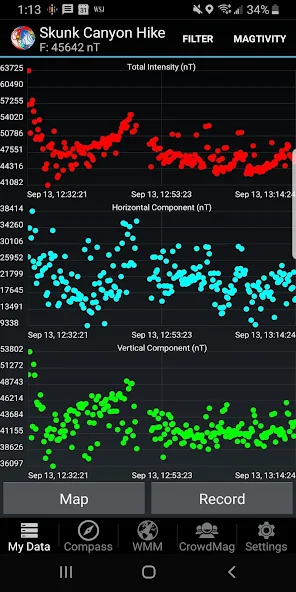 1:13 31 WSJ 34%
Skunk Canyon Hike
F: 45642 nT
FILTER MAGTIVITY
Total Intensity (nT)
63725
60490
57255
54020
50786
47551
44316
41082
Sep 13, 12:32:21 Sep 13, 12:53:23 Sep 13, 13:14:24
Horizontal Component (nT)
38414
34260
30106
25952
21799
17645
13491
9338
Sep 13, 12:32:21 Sep 13, 12:53:23 Sep 13, 13:14:24
Vertical Component (nT)
53802
51272
48743
46214
43684
41155
38626
36097
Sep 13, 12:32:21 Sep 13, 12:53:23 Sep 13, 13:14:24
Map Record
My Data Compass WMM CrowdMag Settings